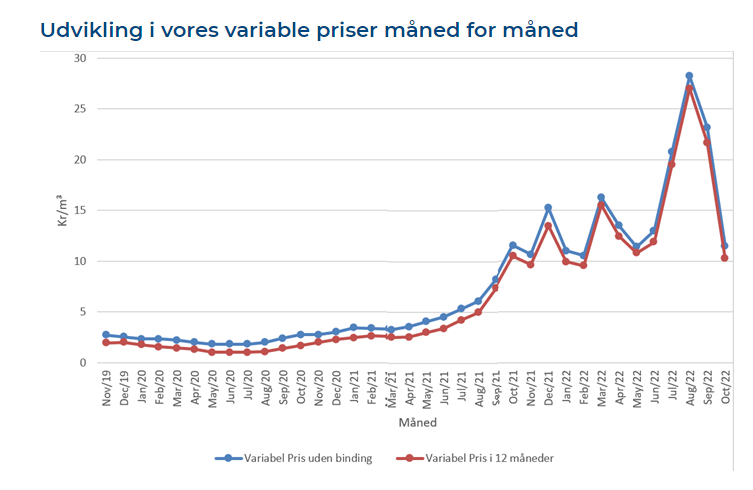 Udvikling i vores variable priser måned for måned
30
25
20
15
10
5
0
Kr/m³
Nov/19
Dec/19
Jan/20
Feb/20
Mar/20
Apr/20
May/20
Jun/20
Jul/20
Aug/20
Sep/20
Oct/20
Nov/20
Dec/20
Jan/21
Feb/21
Mar/21
Apr/21
May/21
Jun/21
Jul/21
Aug/21
Sep/21
Oct/21
Nov/21
Dec/21
Jan/22
Feb/22
Mar/22
Apr/22
May/22
Jun/22
Jul/22
Aug/22
Sep/22
Oct/22
Måned
Variabel Pris uden binding
Variabel Pris i 12 måneder